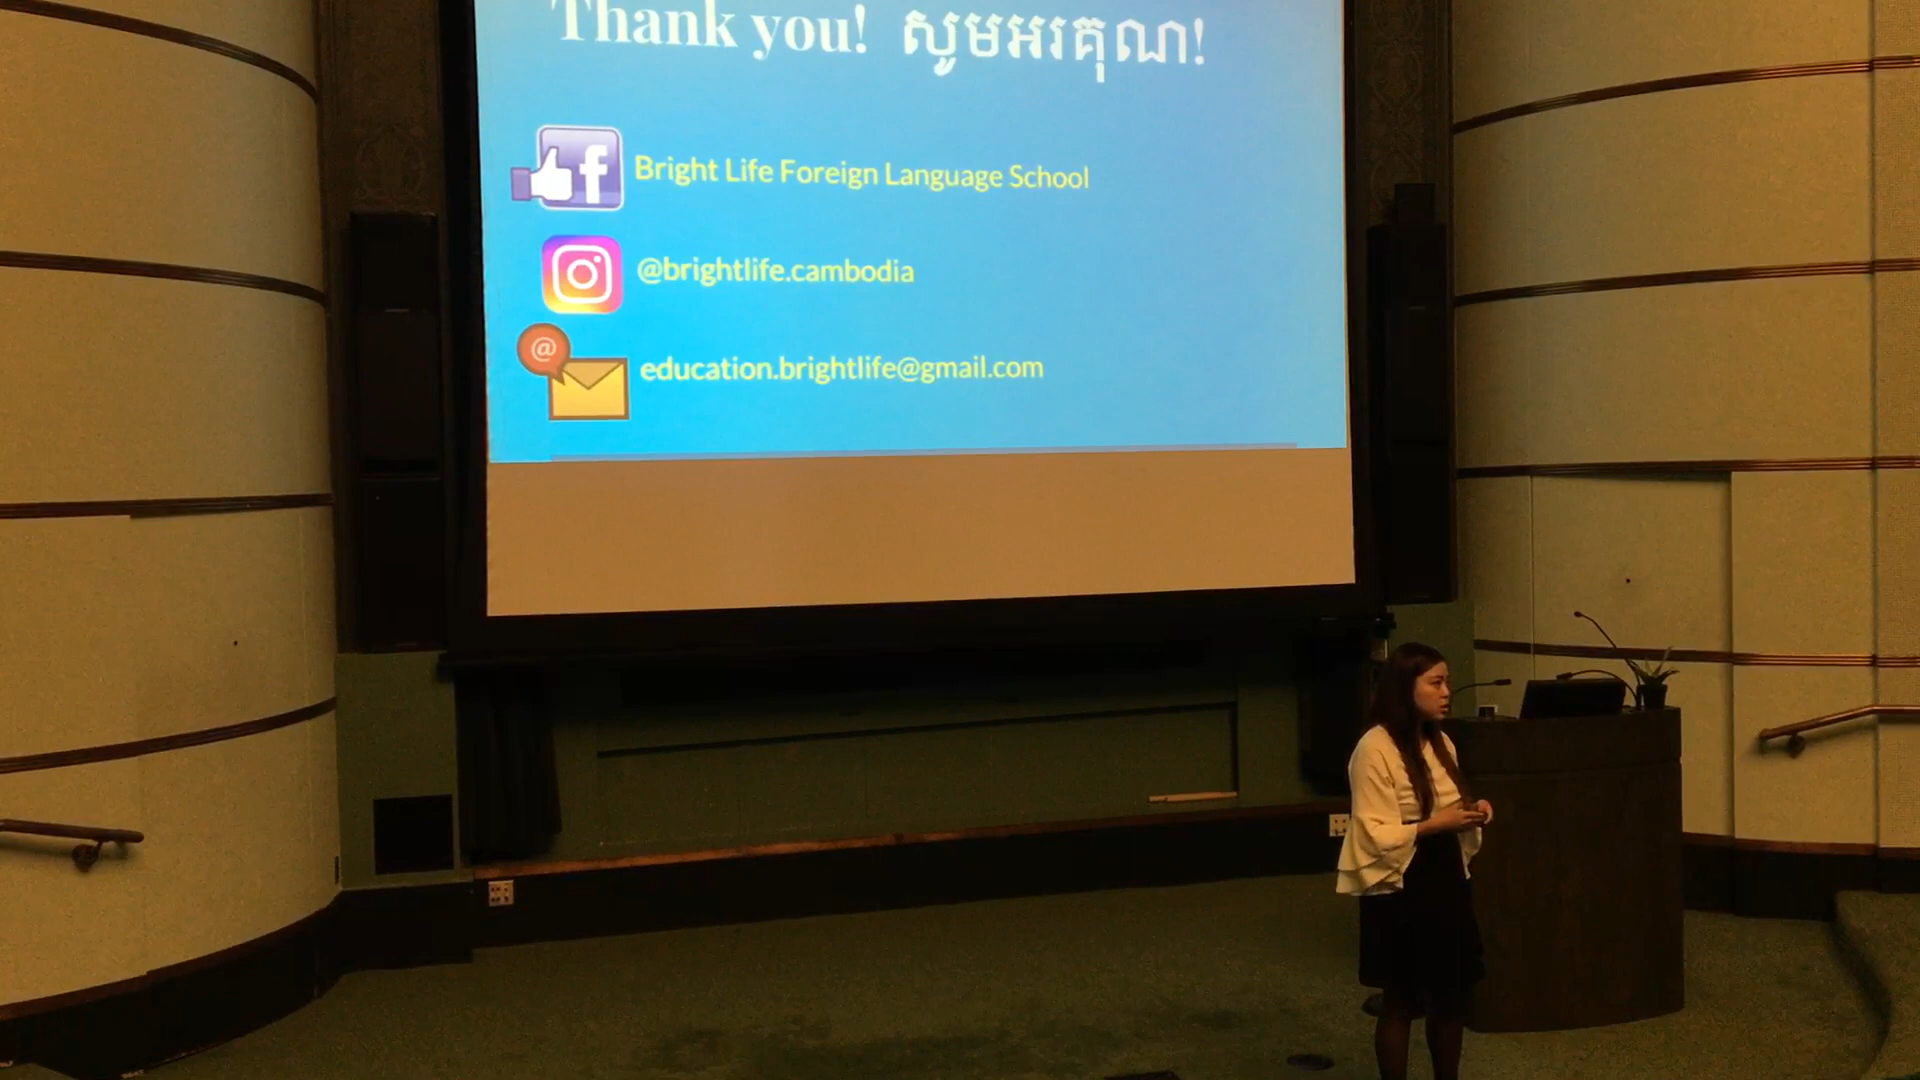 Thank you! សូមអរគុណ!
Bright Life Foreign Language School
@brightlife.cambodia
@
education.brightlife@gmail.com